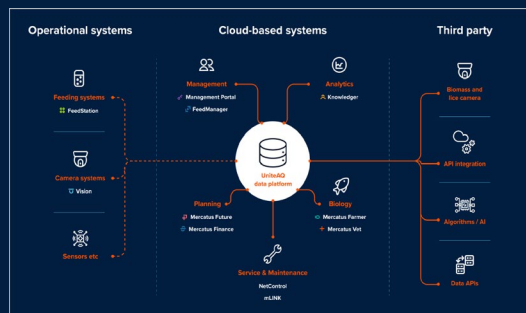 Operational systems
Cloud-based systems
Third party
Feeding systems
FeedStation
Camera systems
Vision
Sensors etc
Management
Management Portal
FeedManager
Analytics
Knowledger
UniteAQ
data platform
Planning
Mercatus Future
Mercatus Finance
Biology
Mercatus Farmer
Mercatus Vet
Service & Maintenance
NetControl
mLINK
Biomass and
lice camera
API integration
Algorithms / AI
Data APIs